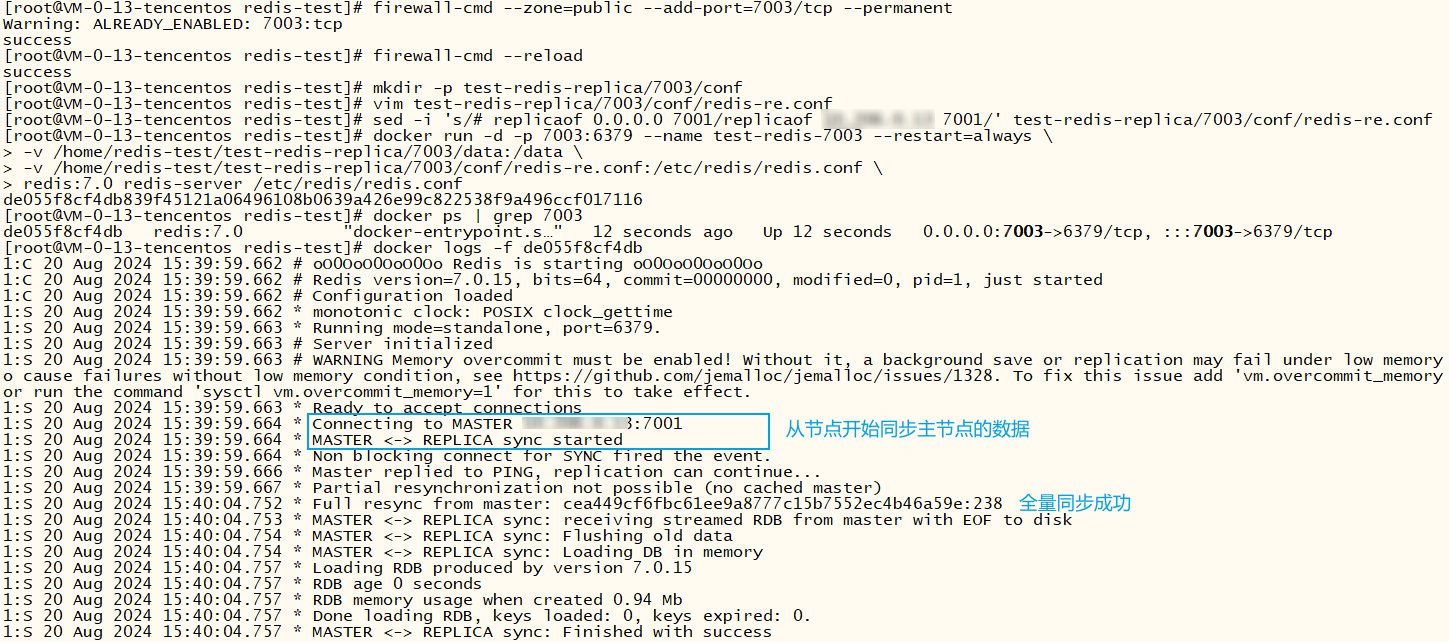 [root@VM-0-13-tencentos redis-test]# firewall-cmd --zone=public --add-port=7003/tcp --permanent
Warning: ALREADY_ENABLED: 7003:tcp
success
[root@VM-0-13-tencentos redis-test]# firewall-cmd --reload
success
[root@VM-0-13-tencentos redis-test]# mkdir -p test-redis-replica/7003/conf
[root@VM-0-13-tencentos redis-test]# vim test-redis-replica/7003/conf/redis-re.conf
[root@VM-0-13-tencentos redis-test]# sed -i 's/# replicaof 0.0.0.0 7001/replicaof 7001/' test-redis-replica/7003/conf/redis-re.conf
[root@VM-0-13-tencentos redis-test]# docker run -d -p 7003:6379 --name test-redis-7003 --restart=always \
> -v /home/redis-test/test-redis-replica/7003/data:/data \
> -v /home/redis-test/test-redis-replica/7003/conf/redis-re.conf:/etc/redis/redis.conf \
> redis:7.0 redis-server /etc/redis/redis.conf
de055f8cf4db839f45121a06496108b0639a426e99c822538f9a496ccf017116
[root@VM-0-13-tencentos redis-test]# docker ps | grep 7003
de055f8cf4db redis:7.0 "docker-entrypoint.s…" 12 seconds ago Up 12 seconds 0.0.0.0:7003->6379/tcp, :::7003->6379/tcp
[root@VM-0-13-tencentos redis-test]# docker logs -f de055f8cf4db
1:C 20 Aug 2024 15:39:59.662 # oO0OoO0OoO0Oo Redis is starting oO0OoO0OoO0Oo
1:C 20 Aug 2024 15:39:59.662 # Redis version=7.0.15, bits=64, commit=00000000, modified=0, pid=1, just started
1:C 20 Aug 2024 15:39:59.662 # Configuration loaded
1:S 20 Aug 2024 15:39:59.662 * monotonic clock: POSIX clock_gettime
1:S 20 Aug 2024 15:39:59.663 * Running mode=standalone, port=6379.
1:S 20 Aug 2024 15:39:59.663 # Server initialized
1:S 20 Aug 2024 15:39:59.663 # WARNING Memory overcommit must be enabled! Without it, a background save or replication may fail under low memory
o cause failures without low memory condition, see https://github.com/jemalloc/jemalloc/issues/1328. To fix this issue add 'vm.overcommit_memory
or run the command 'sysctl vm.overcommit_memory=1' for this to take effect.
1:S 20 Aug 2024 15:39:59.663 * Ready to accept connections
1:S 20 Aug 2024 15:39:59.664 * Connecting to MASTER :7001
1:S 20 Aug 2024 15:39:59.664 * MASTER <-> REPLICA sync started 从节点开始同步主节点的数据
1:S 20 Aug 2024 15:39:59.664 * Non blocking connect for SYNC fired the event.
1:S 20 Aug 2024 15:39:59.666 * Master replied to PING, replication can continue...
1:S 20 Aug 2024 15:39:59.667 * Partial resynchronization not possible (no cached master)
1:S 20 Aug 2024 15:40:04.752 * Full resync from master: cea449cf6fbc61ee9a8777c15b7552ec4b46a59e:238 全量同步成功
1:S 20 Aug 2024 15:40:04.753 * MASTER <-> REPLICA sync: receiving streamed RDB from master with EOF to disk
1:S 20 Aug 2024 15:40:04.754 * MASTER <-> REPLICA sync: Flushing old data
1:S 20 Aug 2024 15:40:04.754 * MASTER <-> REPLICA sync: Loading DB in memory
1:S 20 Aug 2024 15:40:04.757 * Loading RDB produced by version 7.0.15
1:S 20 Aug 2024 15:40:04.757 * RDB age 0 seconds
1:S 20 Aug 2024 15:40:04.757 * RDB memory usage when created 0.94 Mb
1:S 20 Aug 2024 15:40:04.757 * Done loading RDB, keys loaded: 0, keys expired: 0.
1:S 20 Aug 2024 15:40:04.757 * MASTER <-> REPLICA sync: Finished with success